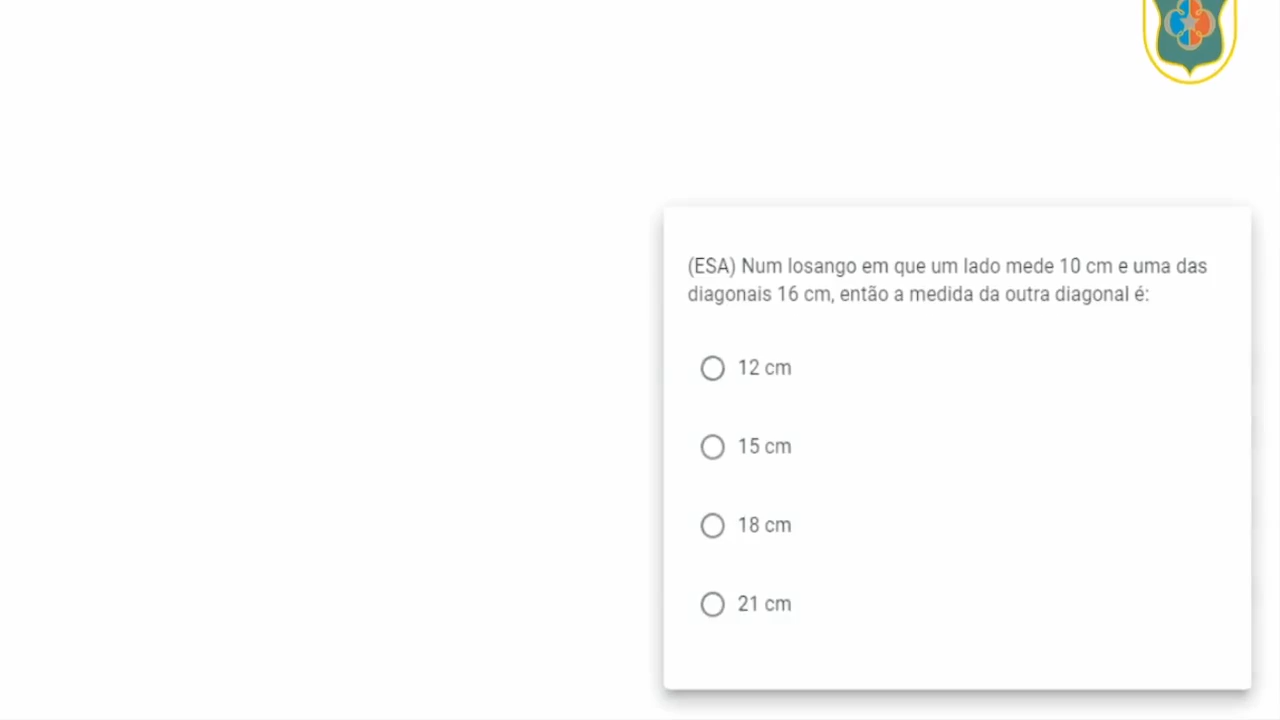 (ESA) Num losango em que um lado mede 10 cm e uma das
diagonais 16 cm, então a medida da outra diagonal é:
12 cm
15 cm
18 cm
21 cm